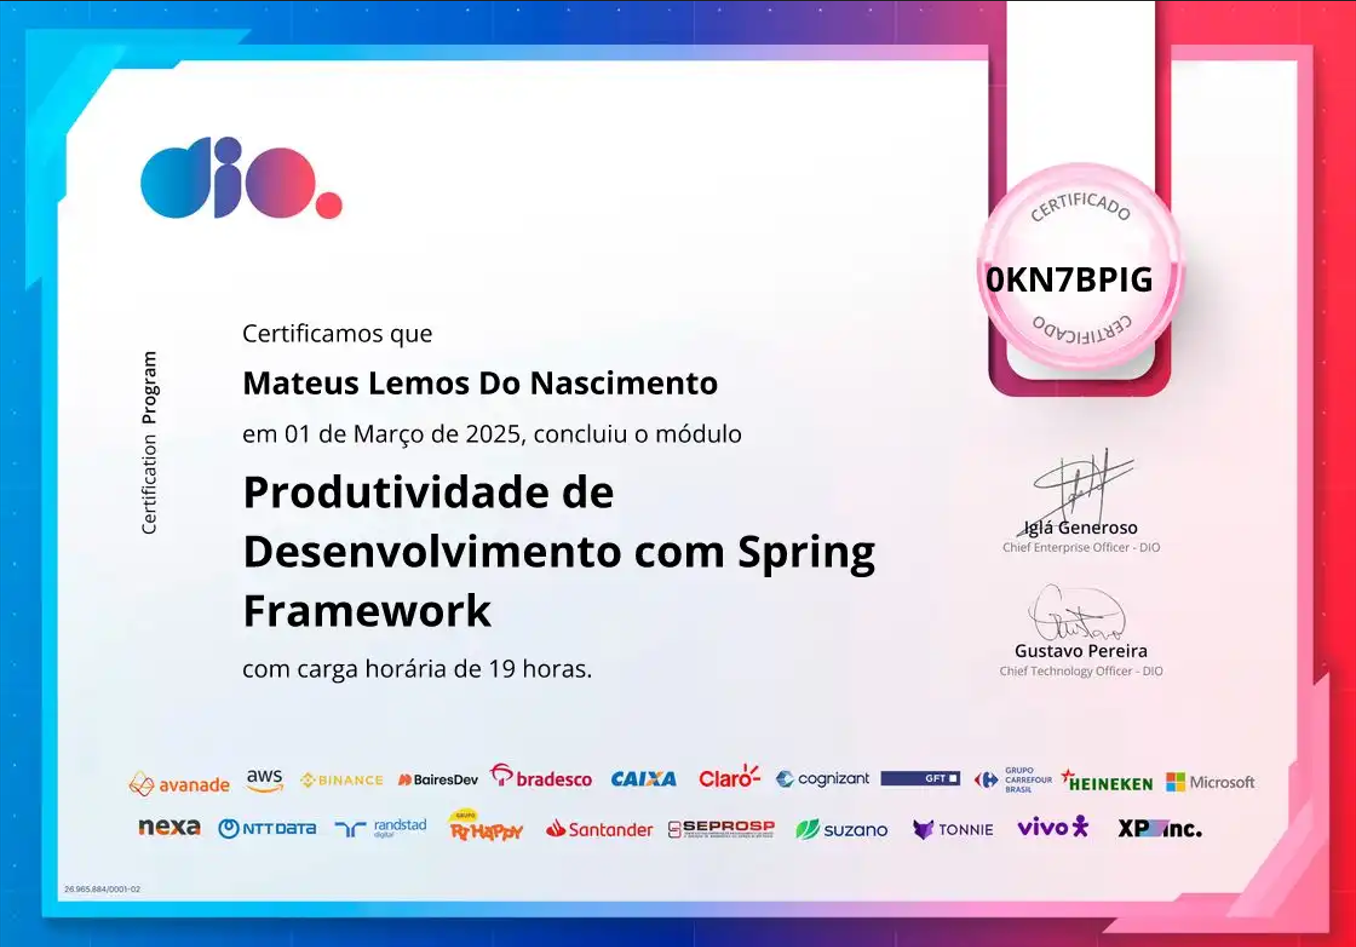 dio.
CERTIFICADO
0KN7BPIG
CERTIFICADO
Certification Program
Certificamos que
Mateus Lemos Do Nascimento
em 01 de Março de 2025, concluiu o módulo
Produtividade de
Desenvolvimento com Spring
Framework
com carga horária de 19 horas.
Iglá Generoso
Chief Enterprise Officer - DIO
Gustavo Pereira
Chief Technology Officer - DIO
avanade aws BINANCE BairesDev bradesco CAIXA Claro cognizant GFT GRUPO CARREFOUR BRASIL HEINEKEN Microsoft
nexa NTT DATA randstad digital GRUPO Ri HAPPY Santander SEPROSP suzano TONNIE vivo XP inc.
26.965.884/0001-02